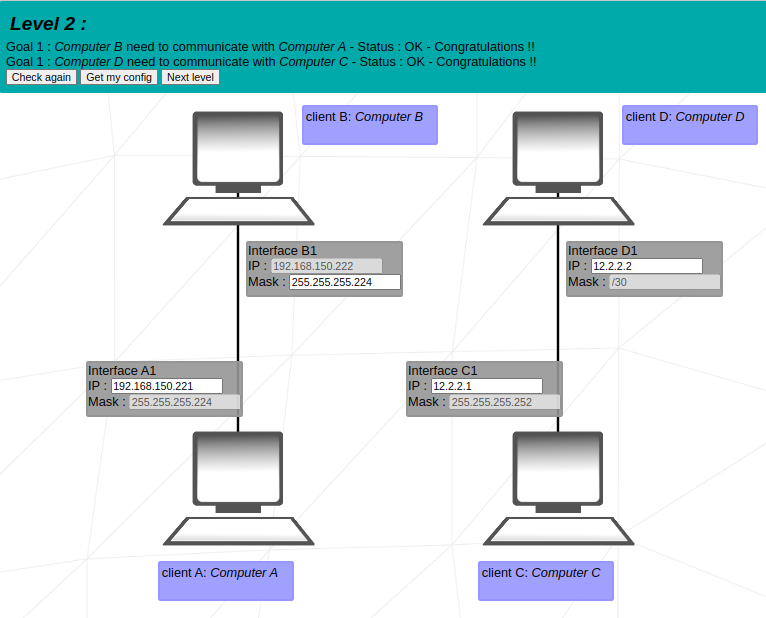 Level 2 :
Goal 1 : Computer B need to communicate with Computer A - Status : OK - Congratulations !!
Goal 1 : Computer D need to communicate with Computer C - Status : OK - Congratulations !!
Check again Get my config Next level
client B: Computer B
client D: Computer D
Interface B1
IP : 192.168.150.222
Mask : 255.255.255.224
Interface D1
IP : 12.2.2.2
Mask : /30
Interface A1
IP : 192.168.150.221
Mask : 255.255.255.224
Interface C1
IP : 12.2.2.1
Mask : 255.255.255.252
client A: Computer A
client C: Computer C